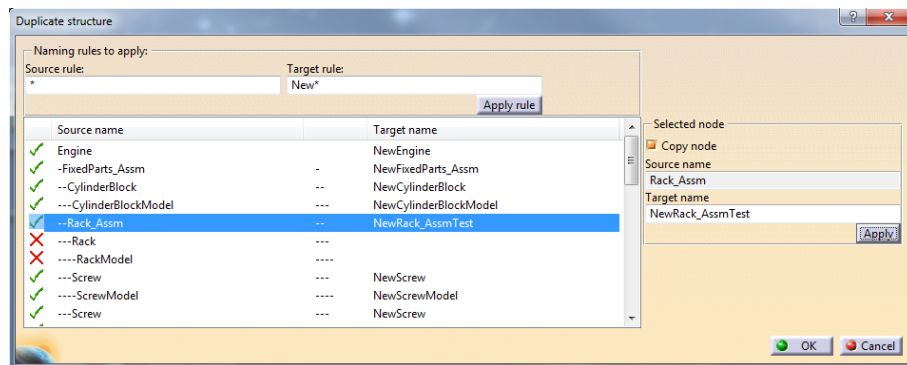 Duplicate structure
Naming rules to apply:
Source rule: Target rule:
* New*
Apply rule
Source name Target name
Engine NewEngine
-FixedParts_Assm - NewFixedParts_Assm
--CylinderBlock -- NewCylinderBlock
---CylinderBlockModel --- NewCylinderBlockModel
--Rack_Assm -- NewRack_AssmTest
---Rack ---
----RackModel ----
---Screw --- NewScrew
----ScrewModel ---- NewScrewModel
---Screw --- NewScrew
Selected node
Copy node
Source name
Rack_Assm
Target name
NewRack_AssmTest
Apply
OK Cancel